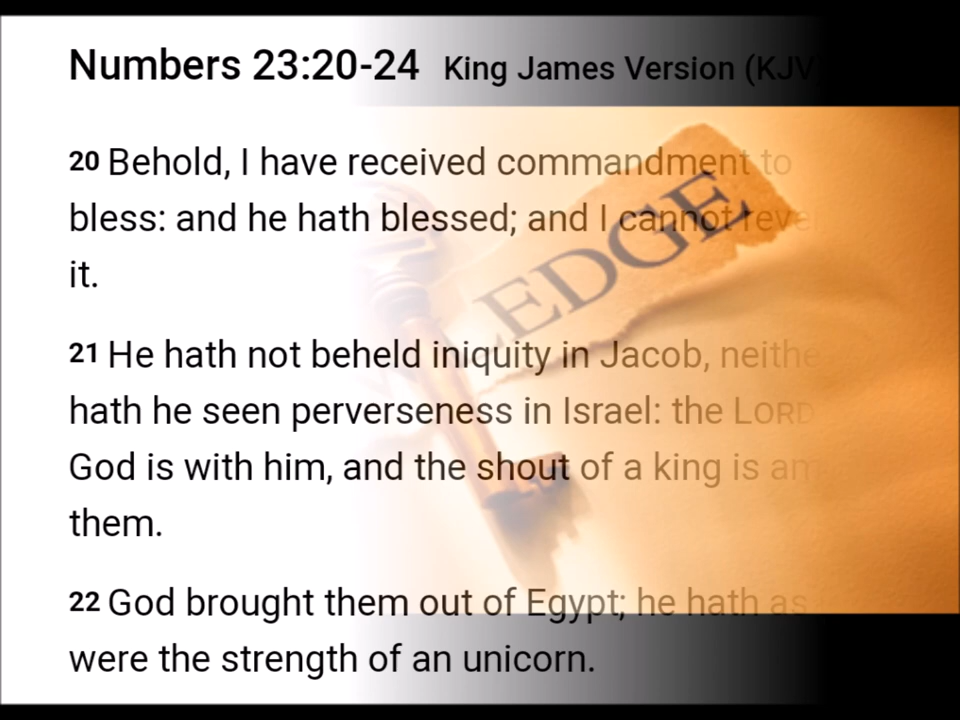 Numbers 23:20-24 King James Version (KJV)
20 Behold, I have received commandment to
bless: and he hath blessed; and I cannot
it.
21 He hath not beheld iniquity in Jacob,
hath he seen perverseness in Israel: the LORD
God is with him, and the shout of a king is
them.
22 God brought them out of Egypt; he hath as
were the strength of an unicorn.
EDGE